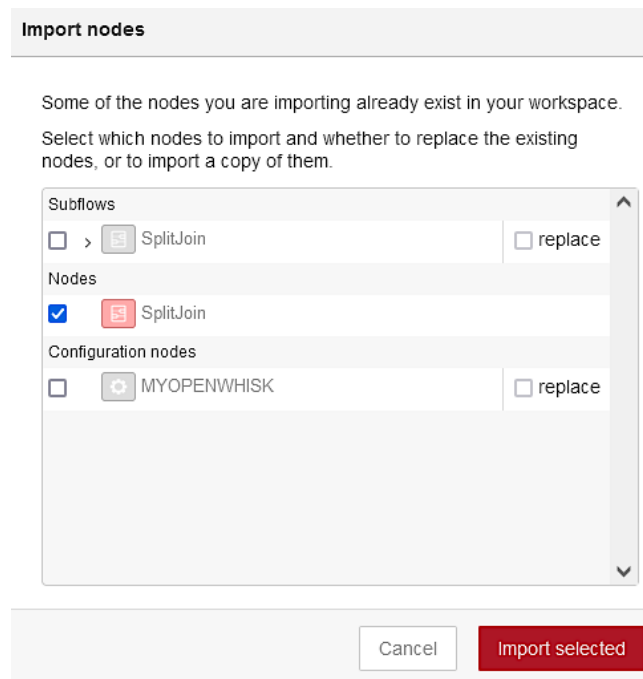 Import nodes
Some of the nodes you are importing already exist in your workspace.
Select which nodes to import and whether to replace the existing
nodes, or to import a copy of them.
Subflows
SplitJoin replace
Nodes
SplitJoin
Configuration nodes
MYOPENWHISK replace
Cancel Import selected